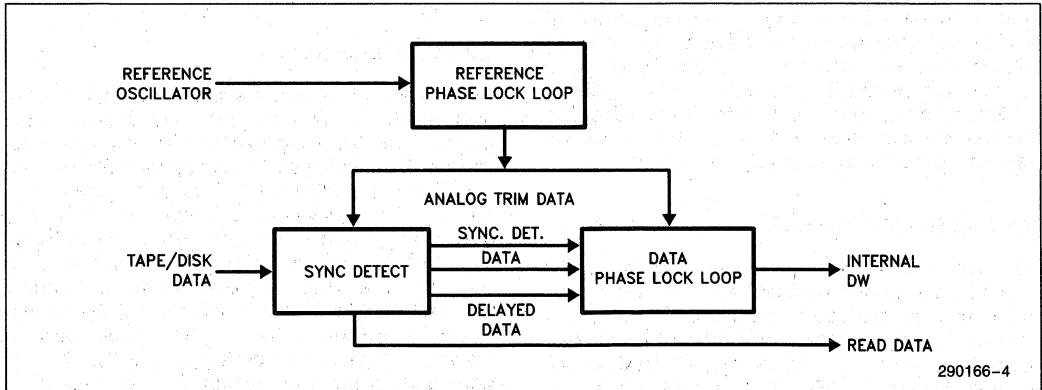 REFERENCE
OSCILLATOR
REFERENCE
PHASE LOCK LOOP
ANALOG TRIM DATA
TAPE/DISK
DATA
SYNC DETECT
SYNC. DET.
DATA
DELAYED
DATA
DATA
PHASE LOCK LOOP
INTERNAL
DW
READ DATA
290166-4